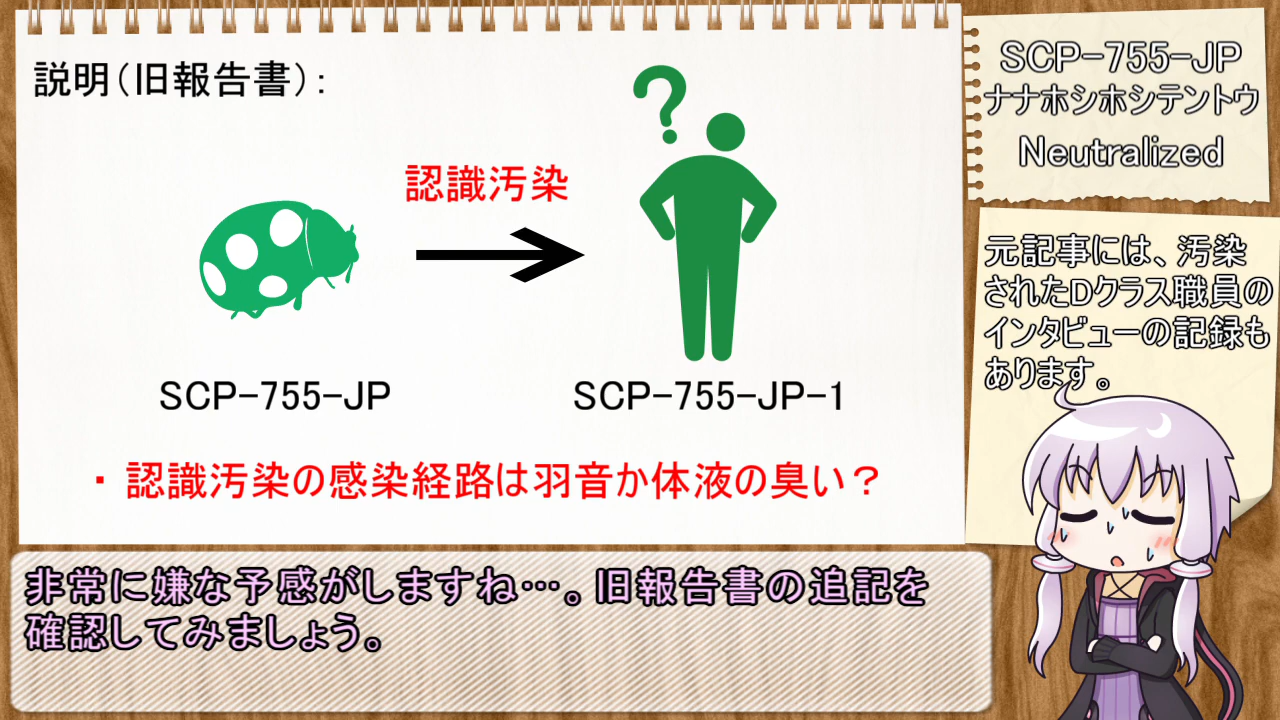 説明(旧報告書):
?
認識汚染
SCP-755-JP
SCP-755-JP-1
・認識汚染の感染経路は羽音か体液の臭い?
SCP-755-JP
ナナホシホシテントウ
Neutralized
元記事には、汚染
されたDクラス職員の
インタビューの記録も
あります。
非常に嫌な予感がしますね…。旧報告書の追記を
確認してみましょう。